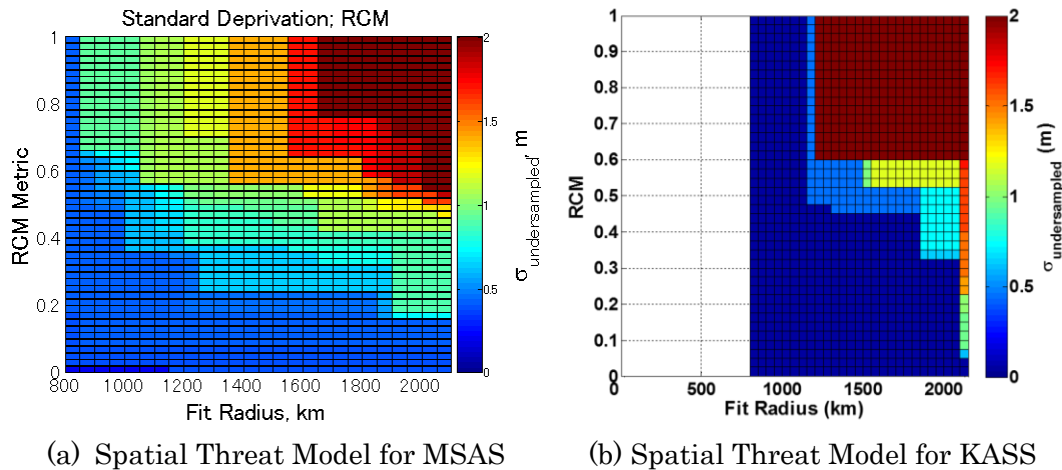 Standard Deprivation; RCM
RCM Metric
1
0.8
0.6
0.4
0.2
0
800 1000 1200 1400 1600 1800 2000
Fit Radius, km
2
1.5
1
0.5
0
σundersampled, m
(a) Spatial Threat Model for MSAS
RCM
1
0.9
0.8
0.7
0.6
0.5
0.4
0.3
0.2
0.1
0
0 500 1000 1500 2000
Fit Radius (km)
2
1.5
1
0.5
0
σundersampled (m)
(b) Spatial Threat Model for KASS